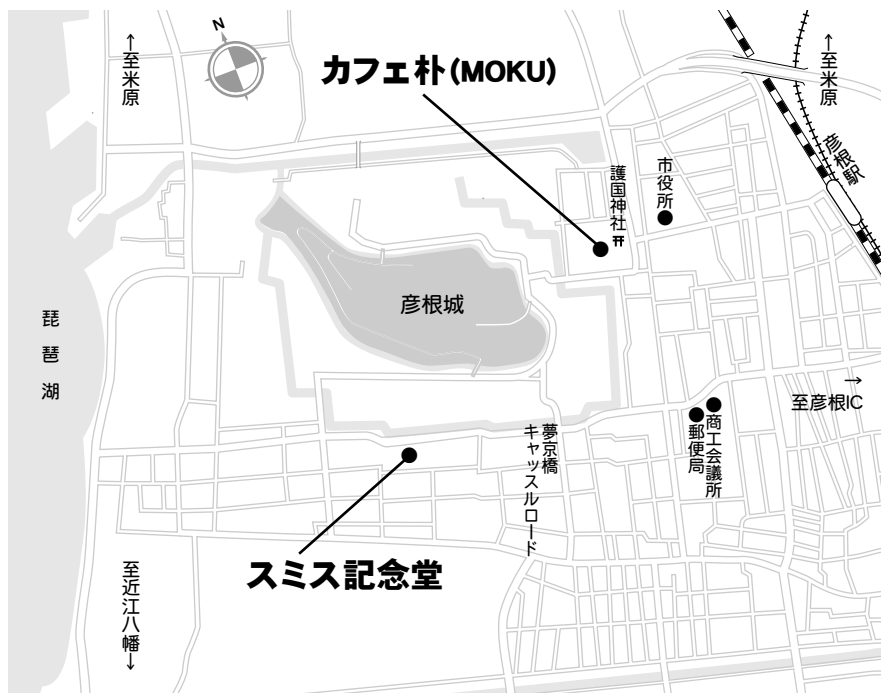 N
↑至米原
カフェ朴(MOKU)
↑至米原
彦根駅
市役所
護国神社
彦根城
琵琶湖
→
至彦根IC
商工会議所
郵便局
夢京橋
キャッスルロード
スミス記念堂
至近江八幡↓